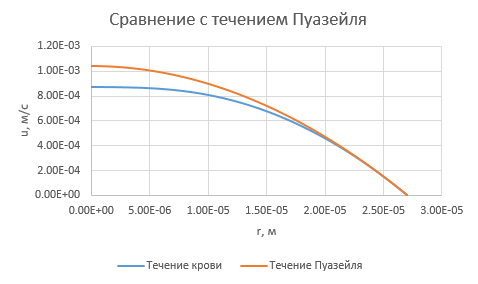 Сравнение с течением Пуазейля
1.20E-03
1.00E-03
8.00E-04
6.00E-04
4.00E-04
2.00E-04
0.00E+00
u, м/с
0.00E+00 5.00E-06 1.00E-05 1.50E-05 2.00E-05 2.50E-05 3.00E-05
r, м
Течение крови Течение Пуазейля